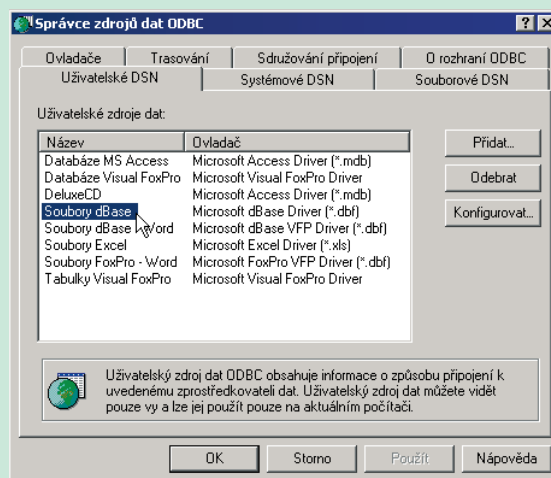 Správce zdrojů dat ODBC
Ovladače Trasování Sdružování připojení O rozhraní ODBC
Uživatelské DSN Systémové DSN Souborové DSN
Uživatelské zdroje dat:
Název Ovladač
Databáze MS Access Microsoft Access Driver (*.mdb)
Databáze Visual FoxPro Microsoft Visual FoxPro Driver
DeluxeCD Microsoft Access Driver (*.mdb)
Soubory dBase Microsoft dBase Driver (*.dbf)
Soubory dBase - Word Microsoft dBase VFP Driver (*.dbf)
Soubory Excel Microsoft Excel Driver (*.xls)
Soubory FoxPro - Word Microsoft FoxPro VFP Driver (*.dbf)
Tabulky Visual FoxPro Microsoft Visual FoxPro Driver
Přidat...
Odebrat
Konfigurovat...
Uživatelský zdroj dat ODBC obsahuje informace o způsobu připojení k
uvedenému zprostředkovateli dat. Uživatelský zdroj dat můžete vidět
pouze vy a lze jej použít pouze na aktuálním počítači.
OK Storno Použít Nápověda